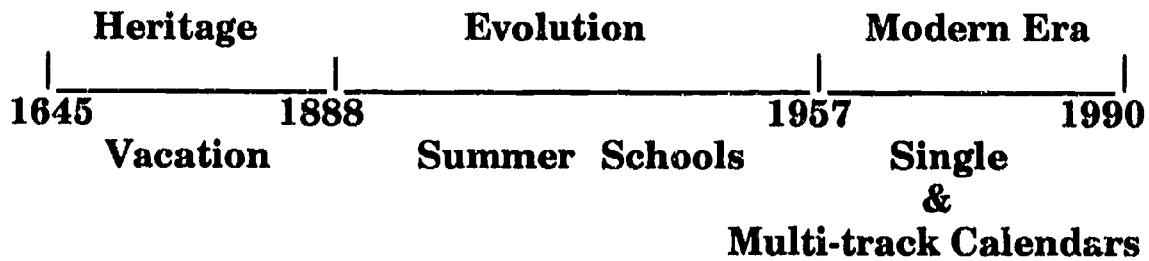 Heritage Evolution Modern Era
1645 1888 1957 1990
Vacation Summer Schools Single
&
Multi-track Calendars